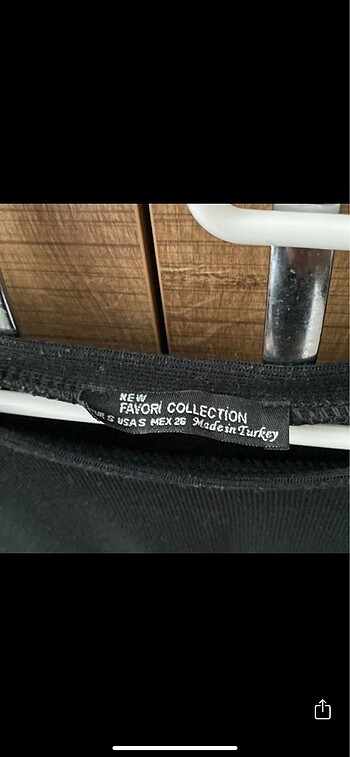 NEW
FAVORİ COLLECTION
S USA S MEX 26 Made in Turkey